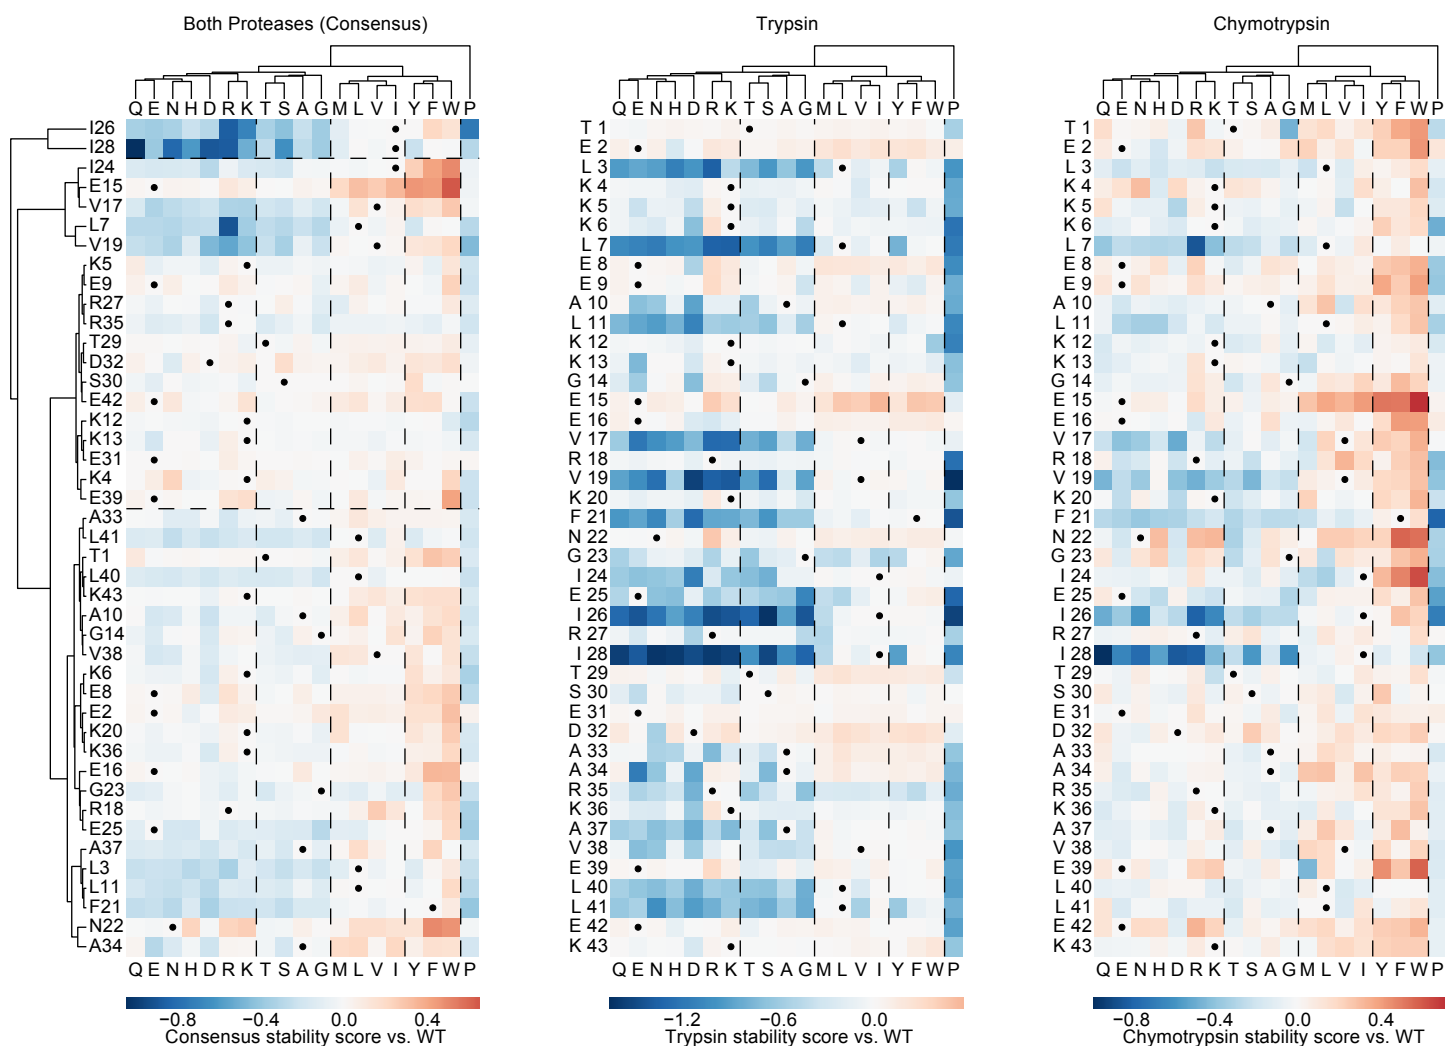 Both Proteases (Consensus)
Q E N H D R K T S A G M L V I Y F W P
I26
I28
I24
E15
V17
L7
V19
K5
E9
R27
R35
T29
D32
S30
E42
K12
K13
E31
K4
E39
A33
L41
T1
L40
K43
A10
G14
V38
K6
E8
E2
K20
K36
E16
G23
R18
E25
A37
L3
L11
F21
N22
A34
Q E N H D R K T S A G M L V I Y F W P
−0.8 −0.4 0.0 0.4
Consensus stability score vs. WT
Trypsin
Q E N H D R K T S A G M L V I Y F W P
T 1
E 2
L 3
K 4
K 5
K 6
L 7
E 8
E 9
A 10
L 11
K 12
K 13
G 14
E 15
E 16
V 17
R 18
V 19
K 20
F 21
N 22
G 23
I 24
E 25
I 26
R 27
I 28
T 29
S 30
E 31
D 32
A 33
A 34
R 35
K 36
A 37
V 38
E 39
L 40
L 41
E 42
K 43
Q E N H D R K T S A G M L V I Y F W P
−1.2 −0.6 0.0
Trypsin stability score vs. WT
Chymotrypsin
Q E N H D R K T S A G M L V I Y F W P
T 1
E 2
L 3
K 4
K 5
K 6
L 7
E 8
E 9
A 10
L 11
K 12
K 13
G 14
E 15
E 16
V 17
R 18
V 19
K 20
F 21
N 22
G 23
I 24
E 25
I 26
R 27
I 28
T 29
S 30
E 31
D 32
A 33
A 34
R 35
K 36
A 37
V 38
E 39
L 40
L 41
E 42
K 43
Q E N H D R K T S A G M L V I Y F W P
−0.8 −0.4 0.0 0.4
Chymotrypsin stability score vs. WT